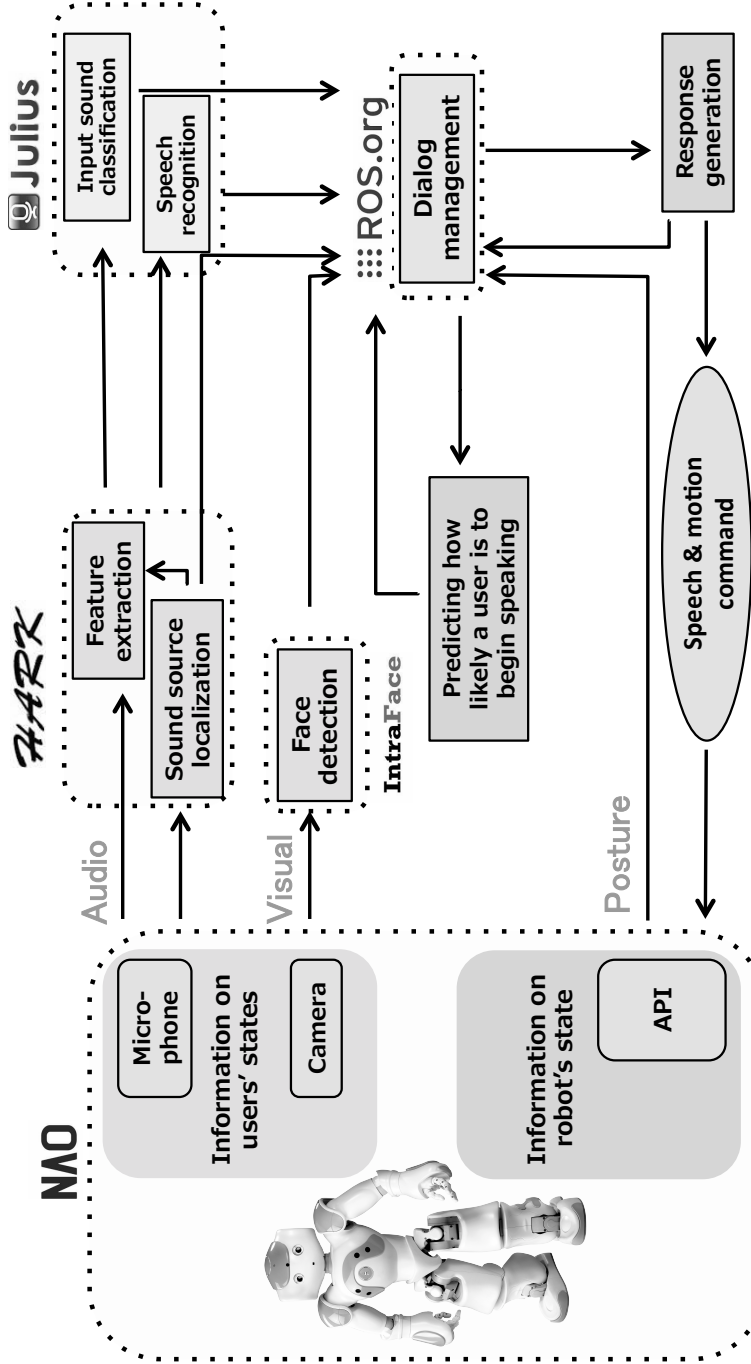 NAO
Micro-
phone
Information on
users' states
Camera
Information on
robot's state
API
Audio
Visual
Posture
HARK
Feature
extraction
Sound source
localization
Face
detection
IntraFace
Predicting how
likely a user is to
begin speaking
Speech & motion
command
Julius
Input sound
classification
Speech
recognition
ROS.org
Dialog
management
Response
generation